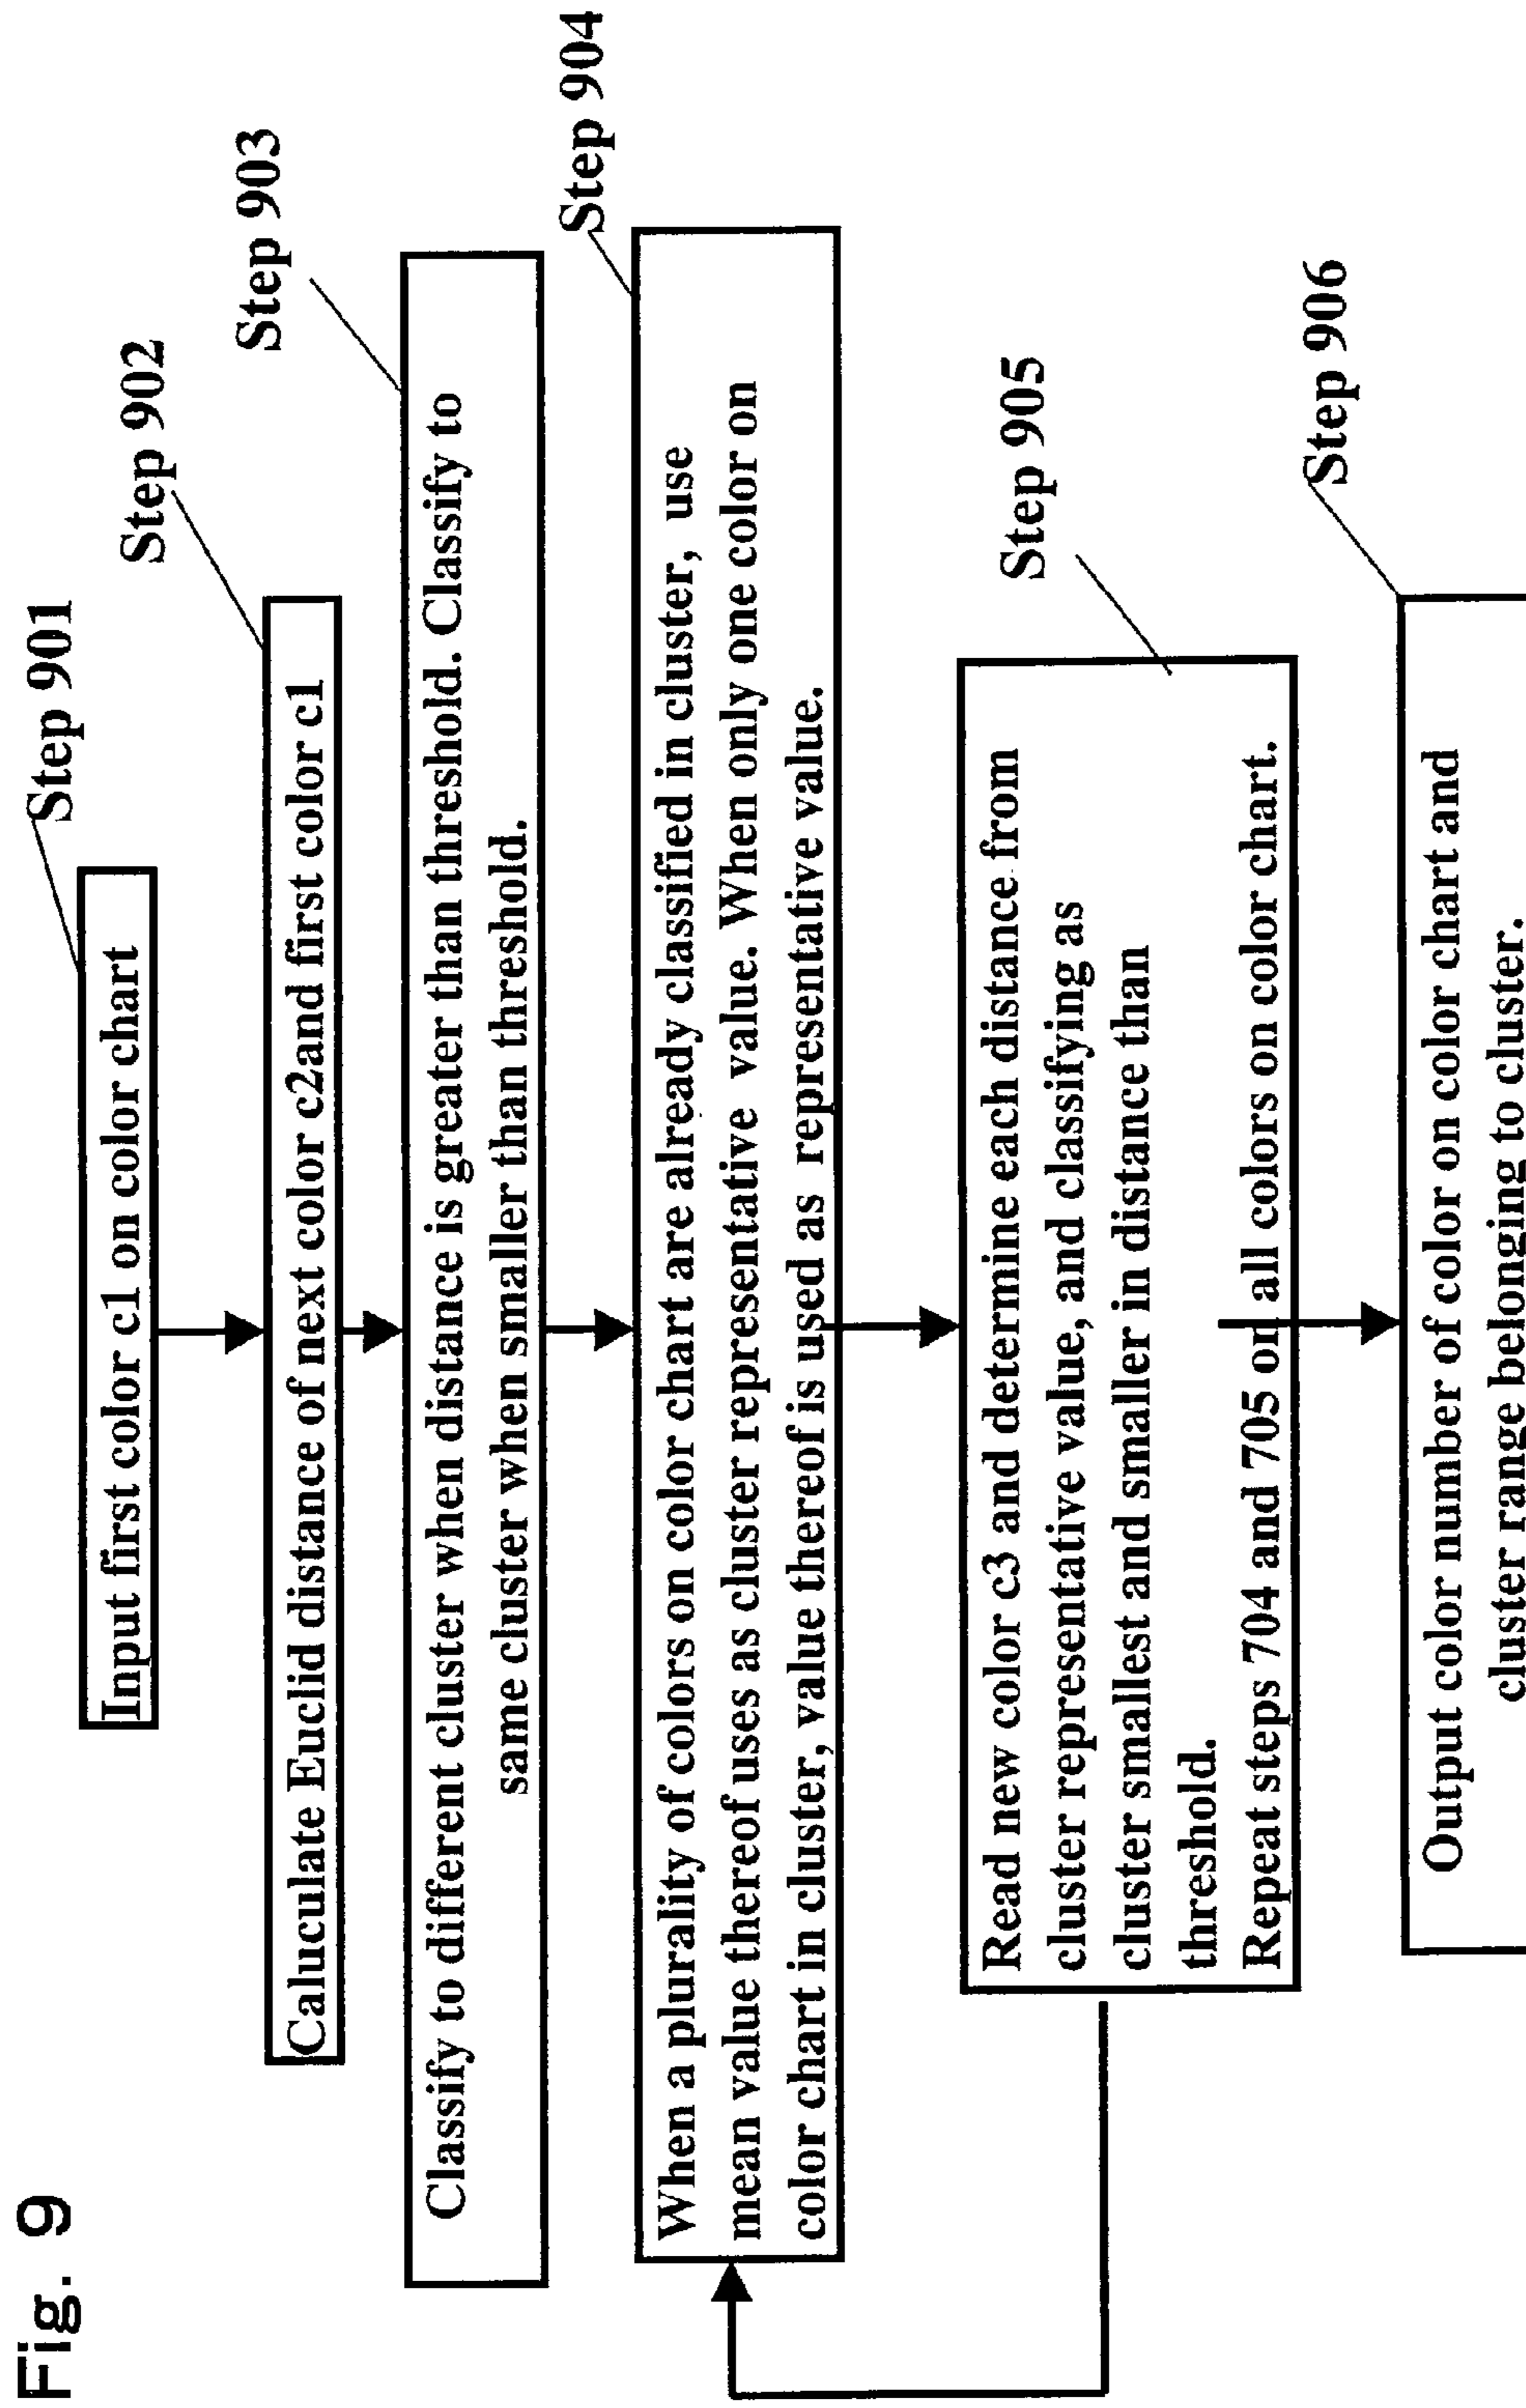 Fig. 9
Step 901
Input first color c1 on color chart
Step 902
Caluculate Euclid distance of next color c2and first color c1
Step 903
Classify to different cluster when distance is greater than threshold. Classify to
same cluster when smaller than threshold.
Step 904
When a plurality of colors on color chart are already classified in cluster, use
mean value thereof uses as cluster representative value. When only one color on
color chart in cluster, value thereof is used as representative value.
Step 905
Read new color c3 and determine each distance from
cluster representative value, and classifying as
cluster smallest and smaller in distance than
threshold.
Repeat steps 704 and 705 on all colors on color chart.
Step 906
Output color number of color on color chart and
cluster range belonging to cluster.